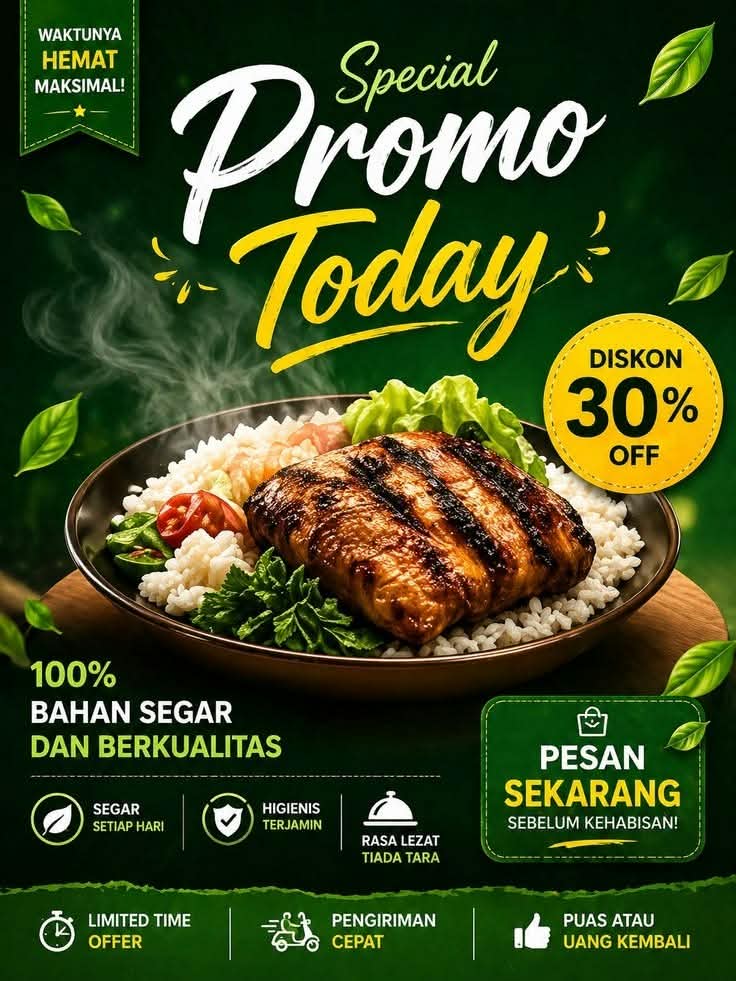 WAKTUNYA
HEMAT
MAKSIMAL!
Special
Promo
Today
DISKON
30%
OFF
100%
BAHAN SEGAR
DAN BERKUALITAS
SEGAR
SETIAP HARI
HIGIENIS
TERJAMIN
RASA LEZAT
TIADA TARA
PESAN
SEKARANG
SEBELUM KEHABISAN!
LIMITED TIME
OFFER
PENGIRIMAN
CEPAT
PUAS ATAU
UANG KEMBALI